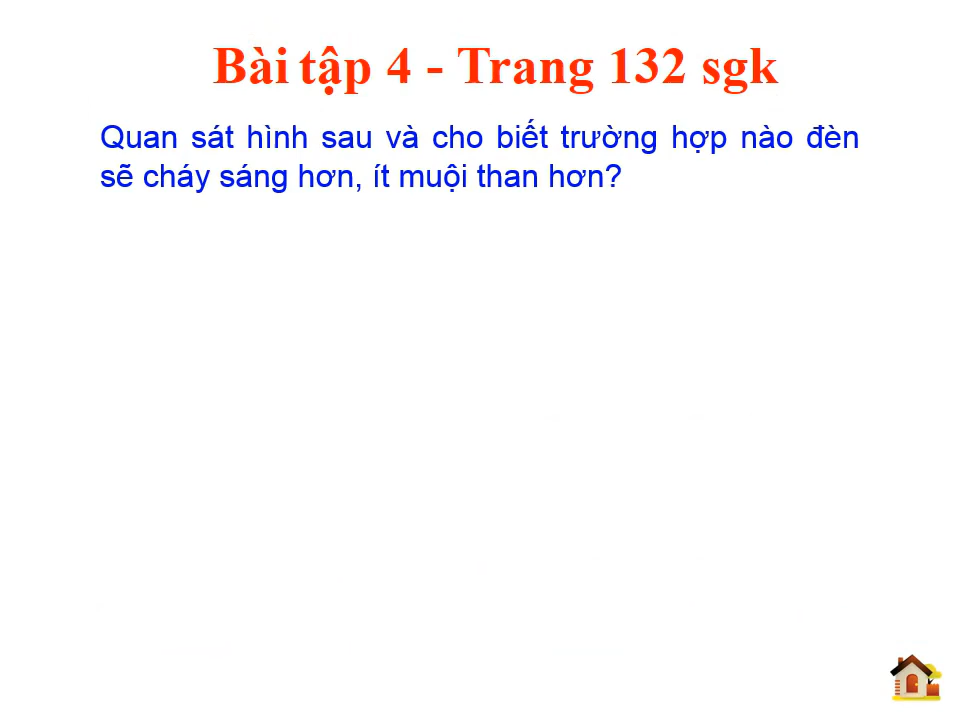 Bài tập 4 - Trang 132 sgk
Quan sát hình sau và cho biết trường hợp nào đèn
sẽ cháy sáng hơn, ít muội than hơn?